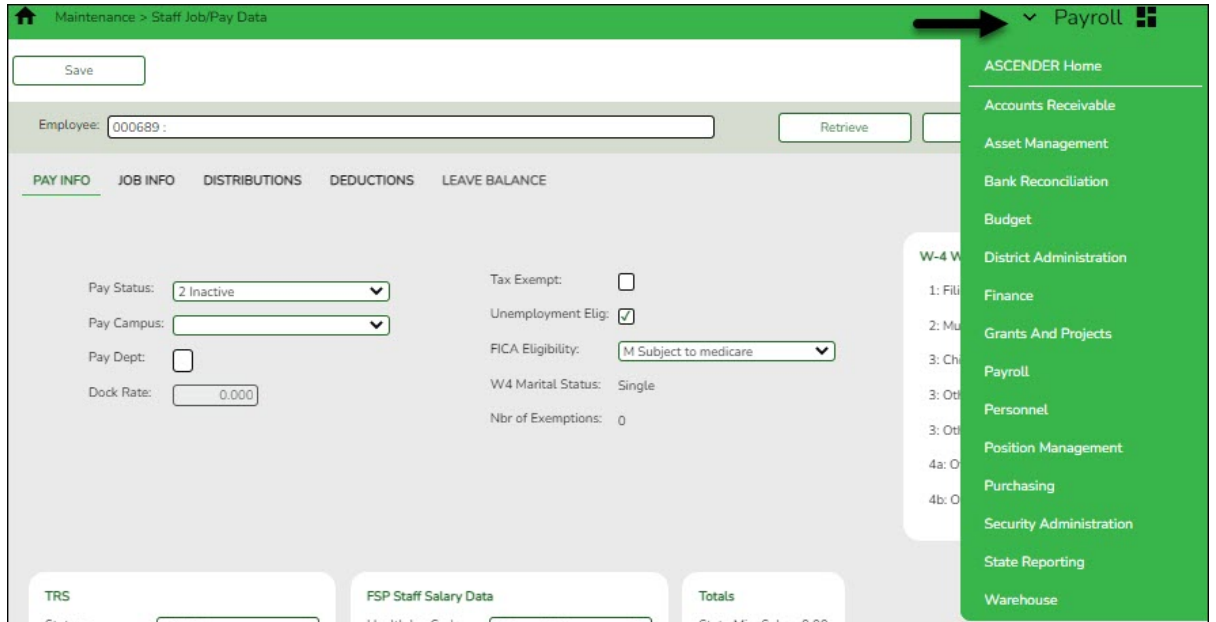 Maintenance > Staff Job/Pay Data
Payroll
Save
Employee: 000689 :
Retrieve
PAY INFO JOB INFO DISTRIBUTIONS DEDUCTIONS LEAVE BALANCE
Pay Status: 2 Inactive
Pay Campus:
Pay Dept:
Dock Rate: 0.000
Tax Exempt:
Unemployment Elig:
FICA Eligibility: M Subject to medicare
W4 Marital Status: Single
Nbr of Exemptions: 0
W-4 W
1: Fili
2: Mu
3: Chi
3: Oth
3: Oth
4a: O
4b: O
TRS
FSP Staff Salary Data
Totals
ASCENDER Home
Accounts Receivable
Asset Management
Bank Reconciliation
Budget
District Administration
Finance
Grants And Projects
Payroll
Personnel
Position Management
Purchasing
Security Administration
State Reporting
Warehouse